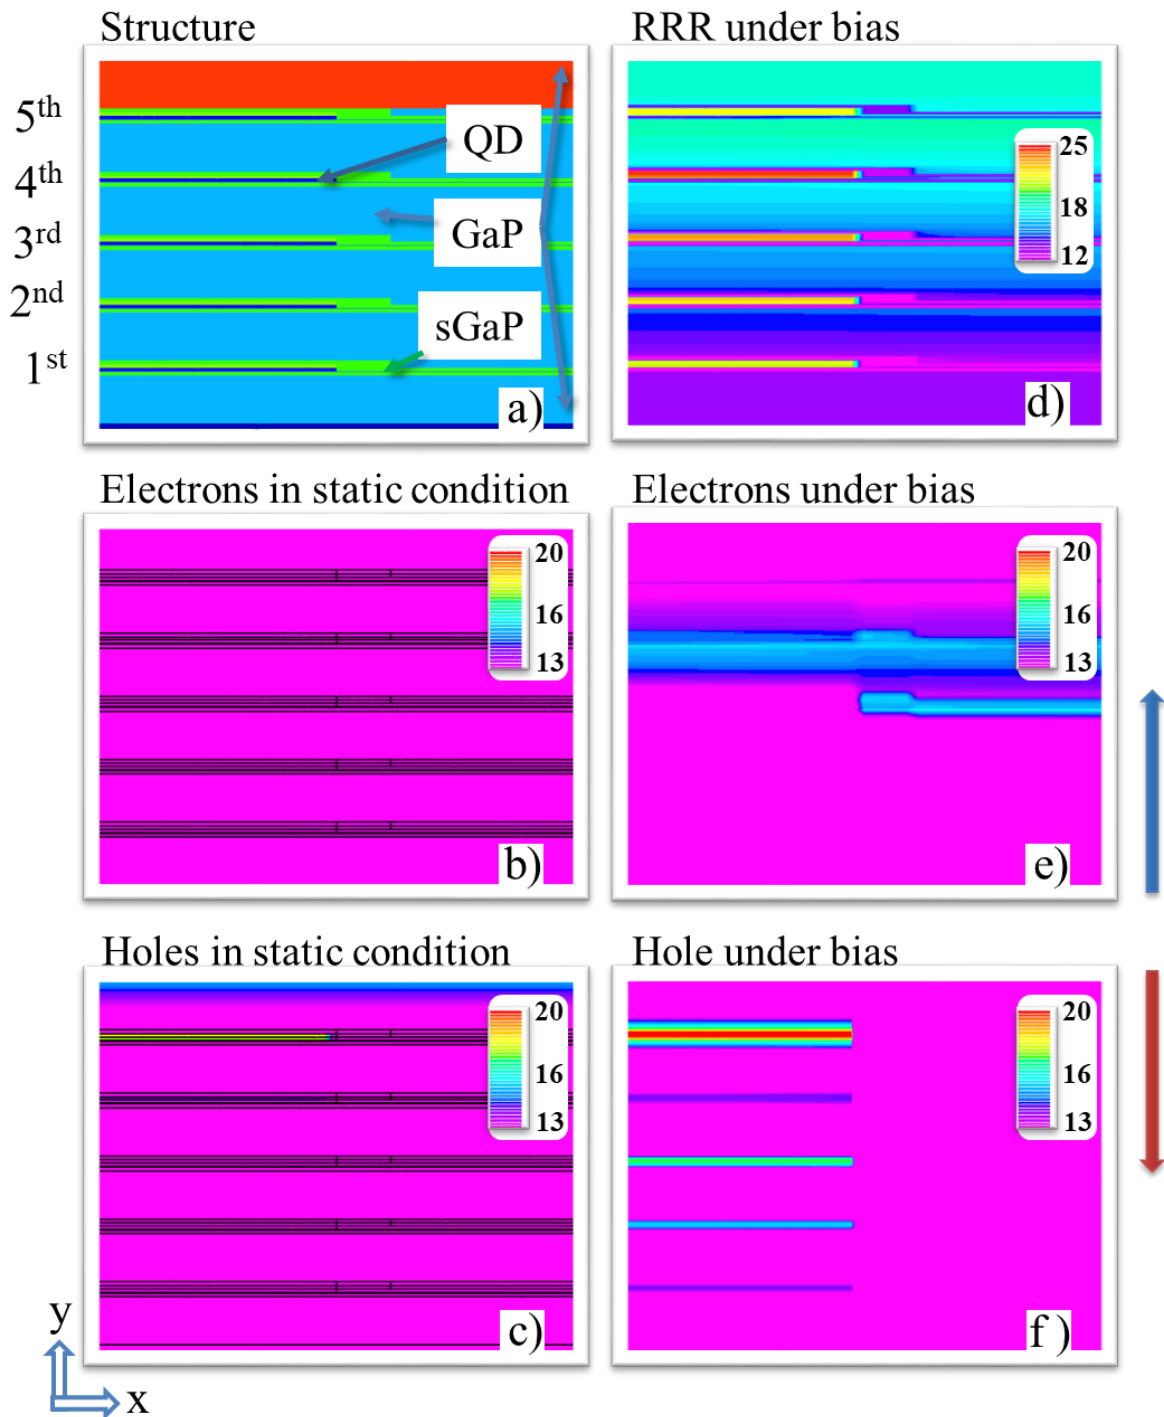 Structure
5th
4th
3rd
2nd
1st
QD
GaP
sGaP
a)
RRR under bias
25
18
12
d)
Electrons in static condition
20
16
13
b)
Electrons under bias
20
16
13
e)
Holes in static condition
20
16
13
c)
Hole under bias
20
16
13
f )
y
x